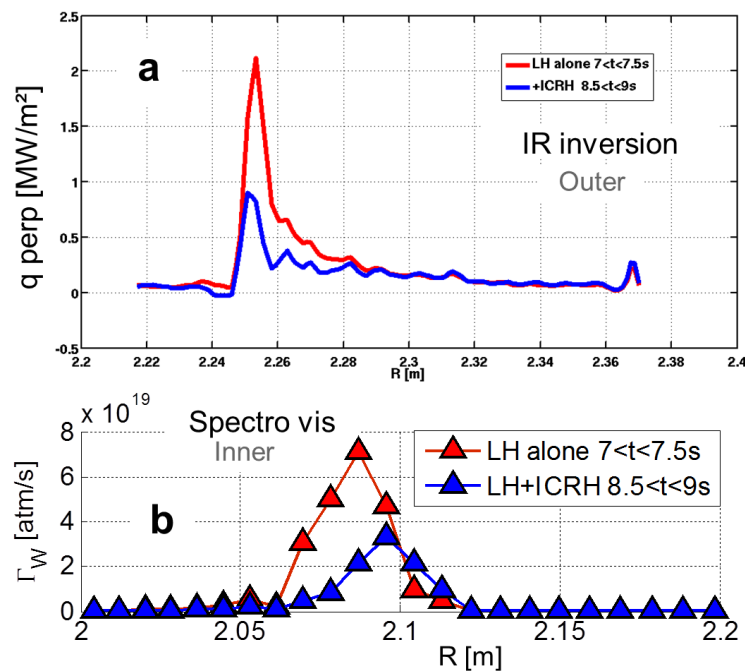 a
LH alone 7<t<7.5s
+ICRH 8.5<t<9s
IR inversion
Outer
q perp [MW/m²]
2
1.5
1
0.5
0
-0.5
2.2 2.22 2.24 2.26 2.28 2.3 2.32 2.34 2.36 2.38 2.4
R [m]
x 10^19
Spectro vis
Inner
LH alone 7<t<7.5s
LH+ICRH 8.5<t<9s
b
Γ_W [atm/s]
8
6
4
2
0
2 2.05 2.1 2.15 2.2
R [m]